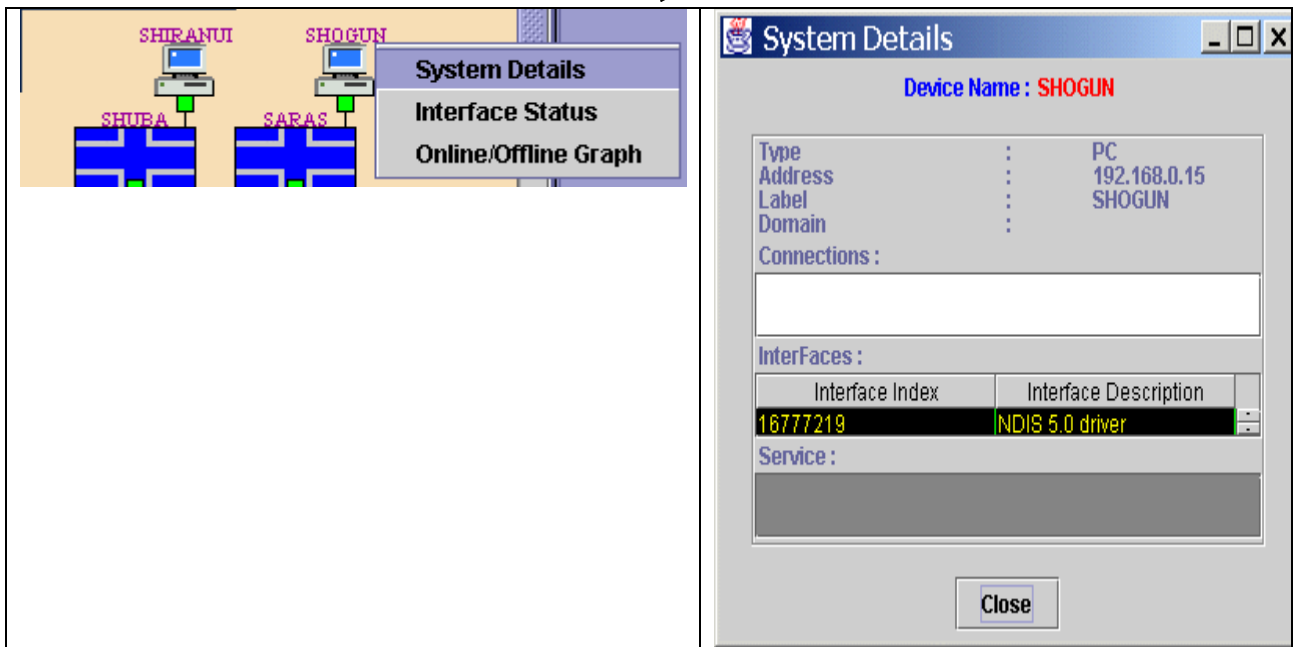 SHIRANUI SHOGUN
System Details
Interface Status
Online/Offline Graph
SHUBA SARAS
System Details
Device Name : SHOGUN
Type : PC
Address : 192.168.0.15
Label : SHOGUN
Domain :
Connections :
InterFaces :
Interface Index Interface Description
16777219 NDIS 5.0 driver
Service :
Close